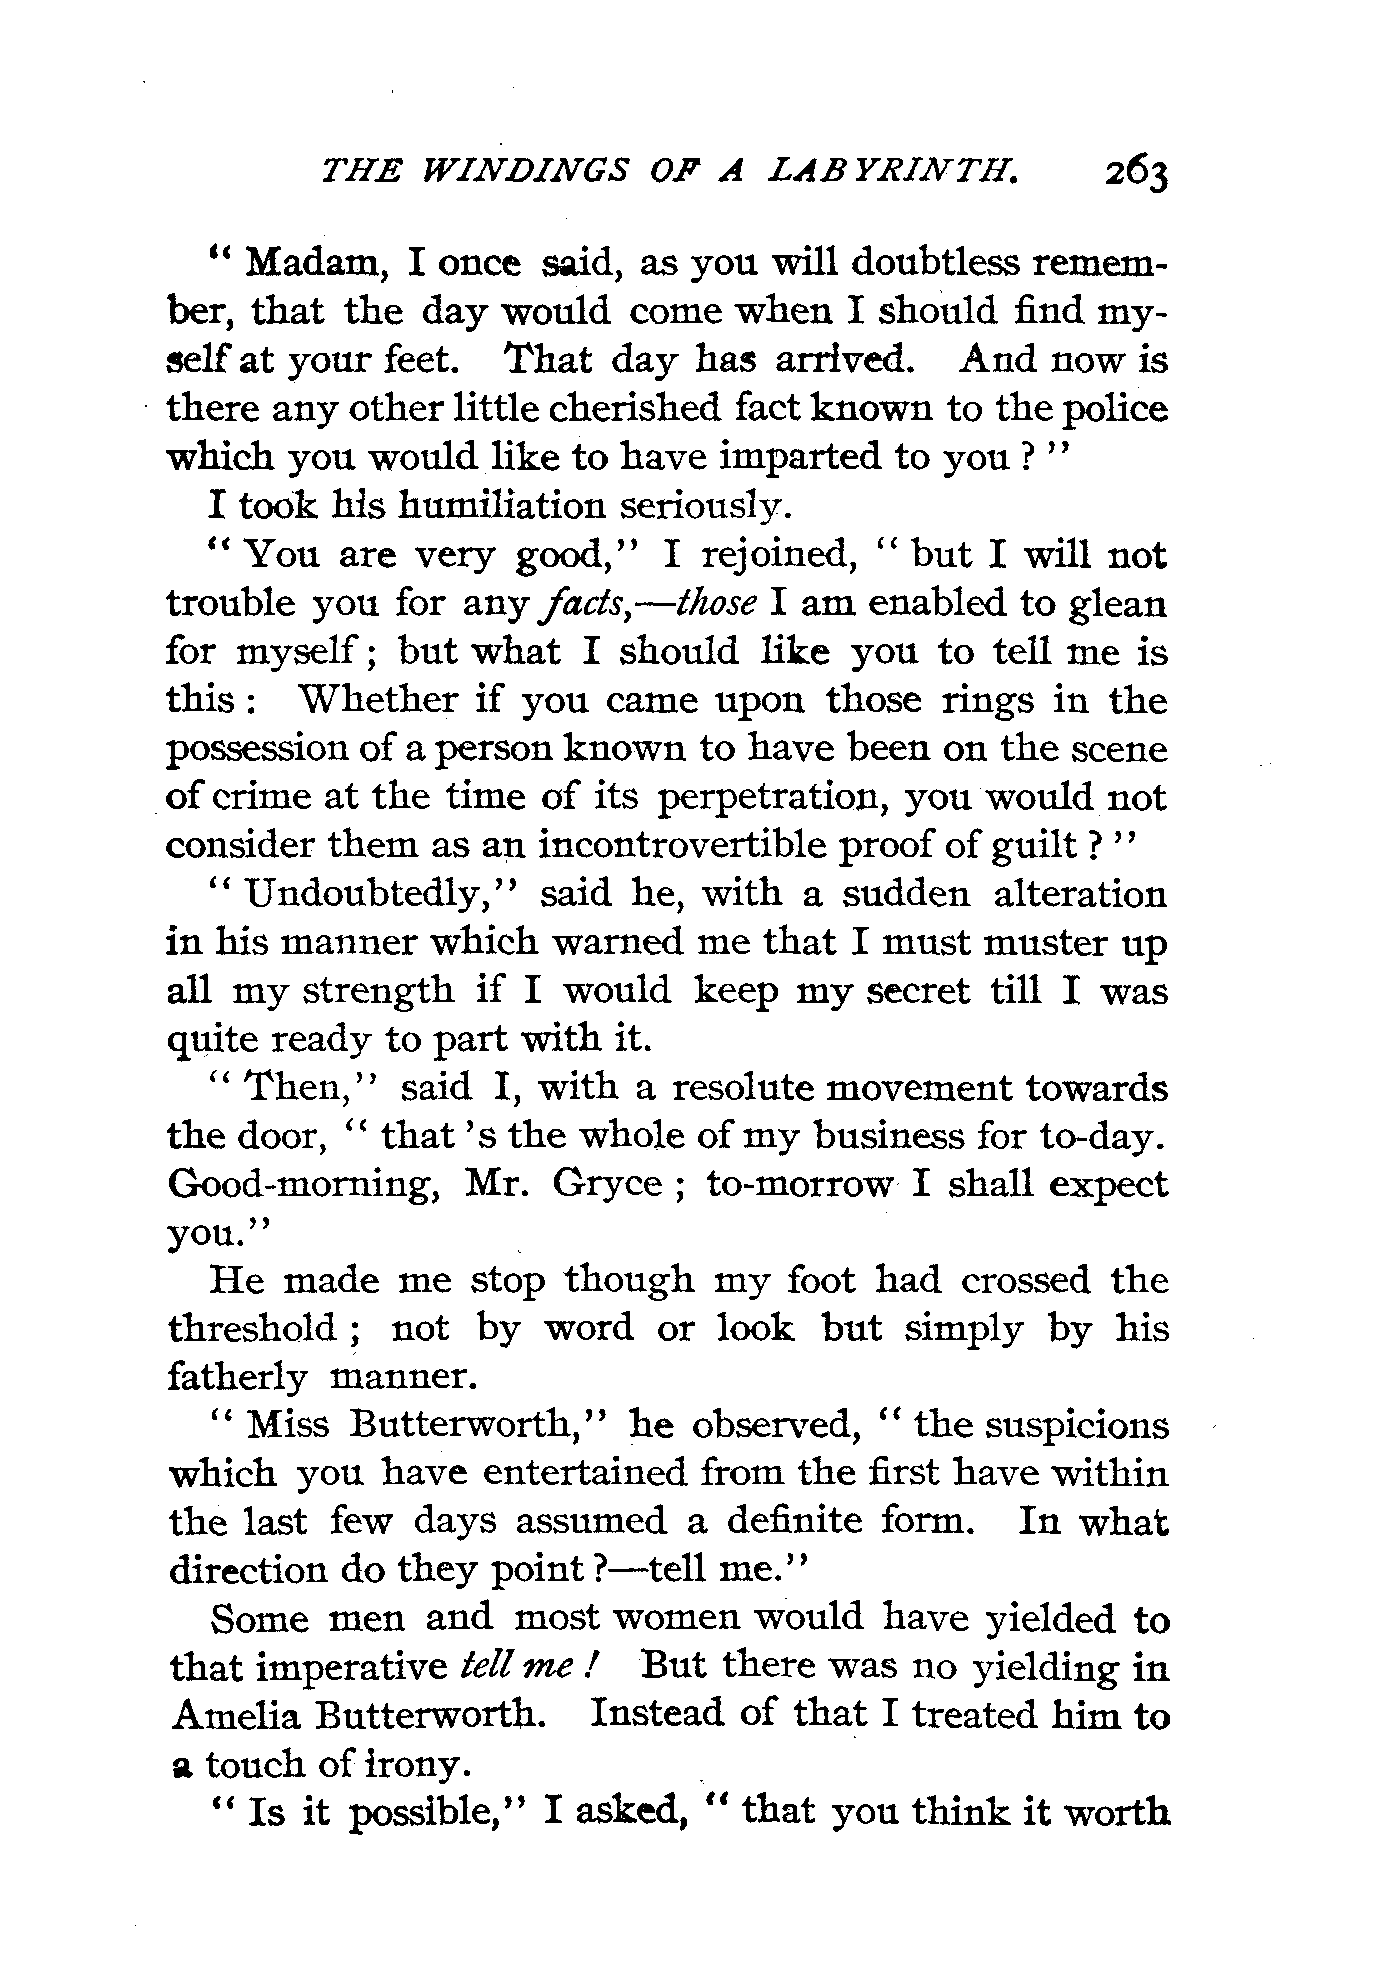 THE WINDINGS OF A LABYRINTH. 263
" Madam, I once said, as you will doubtless remem-
ber, that the day would come when I should find my-
self at your feet. That day has arrived. And now is
there any other little cherished fact known to the police
which you would like to have imparted to you ? "
I took his humiliation seriously.
" You are very good," I rejoined, " but I will not
trouble you for any facts,—those I am enabled to glean
for myself ; but what I should like you to tell me is
this : Whether if you came upon those rings in the
possession of a person known to have been on the scene
of crime at the time of its perpetration, you would not
consider them as an incontrovertible proof of guilt ? "
" Undoubtedly," said he, with a sudden alteration
in his manner which warned me that I must muster up
all my strength if I would keep my secret till I was
quite ready to part with it.
" Then," said I, with a resolute movement towards
the door, " that 's the whole of my business for to-day.
Good-morning, Mr. Gryce ; to-morrow I shall expect
you."
He made me stop though my foot had crossed the
threshold ; not by word or look but simply by his
fatherly manner.
" Miss Butterworth," he observed, " the suspicions
which you have entertained from the first have within
the last few days assumed a definite form. In what
direction do they point ?—tell me."
Some men and most women would have yielded to
that imperative tell me ! But there was no yielding in
Amelia Butterworth. Instead of that I treated him to
a touch of irony.
" Is it possible," I asked, " that you think it worth